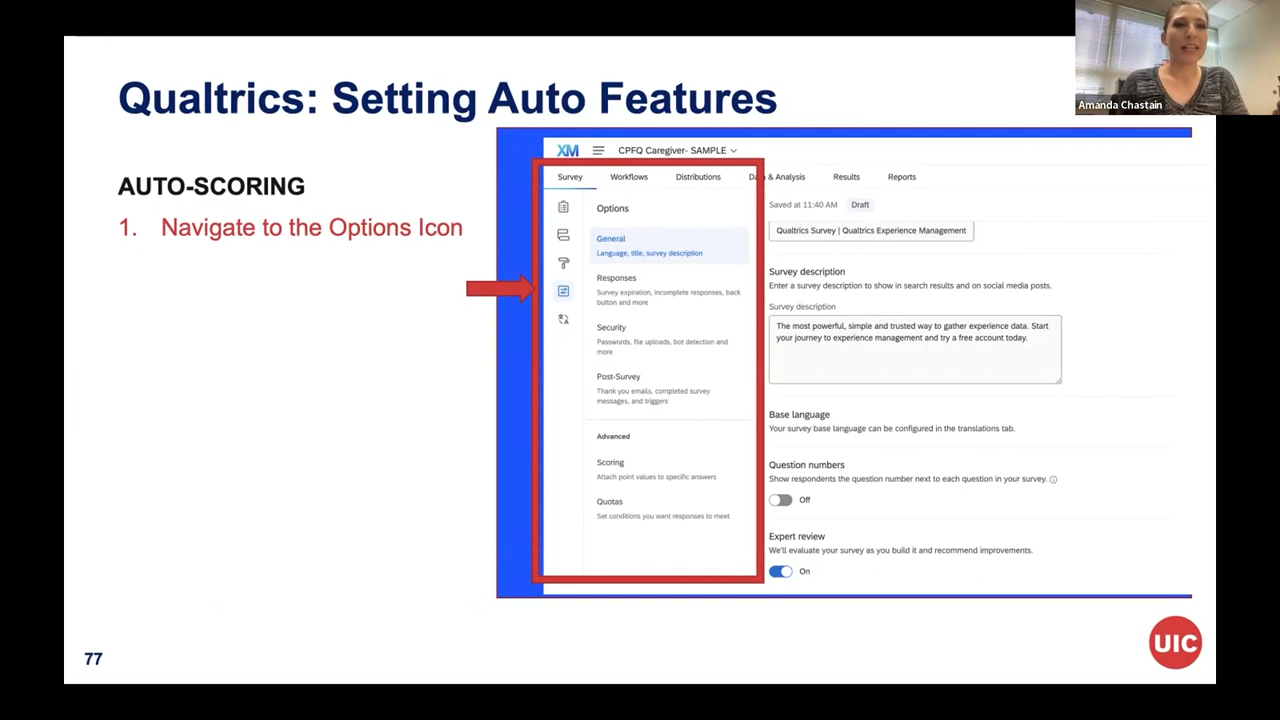 Qualtrics: Setting Auto Features
Amanda Chastain
AUTO-SCORING
1. Navigate to the Options Icon
XM
CPFQ Caregiver- SAMPLE
Survey Workflows Distributions Da & Analysis Results Reports
Options
General
Language, title, survey description
Responses
Survey expiration, incomplete responses, back
button and more
Security
Passwords, file uploads, bot detection and
more
Post-Survey
Thank you emails, completed survey
messages, and triggers
Advanced
Scoring
Attach point values to specific answers
Quotas
Set conditions you want responses to meet
Saved at 11:40 AM Draft
Qualtrics Survey | Qualtrics Experience Management
Survey description
Enter a survey description to show in search results and on social media posts.
Survey description
The most powerful, simple and trusted way to gather experience data. Start
your journey to experience management and try a free account today.
Base language
Your survey base language can be configured in the translations tab.
Question numbers
Show respondents the question number next to each question in your survey.
Off
Expert review
We'll evaluate your survey as you build it and recommend improvements.
On
77
UIC